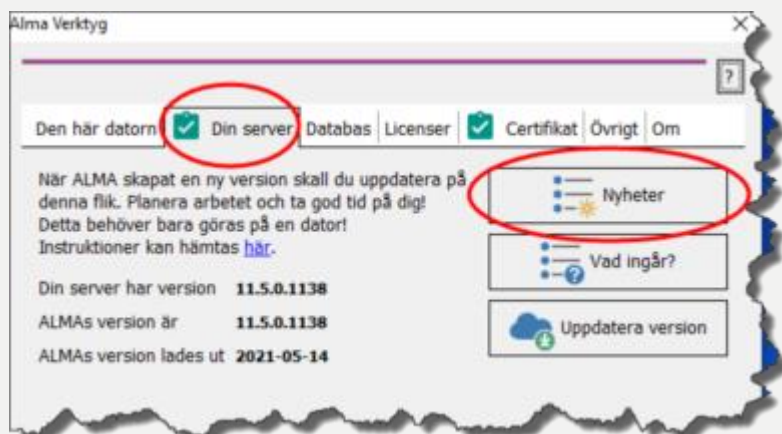 Alma Verktyg
?
Den här datorn Din server Databas Licenser Certifikat Övrigt Om
När ALMA skapat en ny version skall du uppdatera på
denna flik. Planera arbetet och ta god tid på dig!
Detta behöver bara göras på en dator!
Instruktioner kan hämtas här.
Din server har version 11.5.0.1138
ALMAs version är 11.5.0.1138
ALMAs version lades ut 2021-05-14
Nyheter
Vad ingår?
Uppdatera version